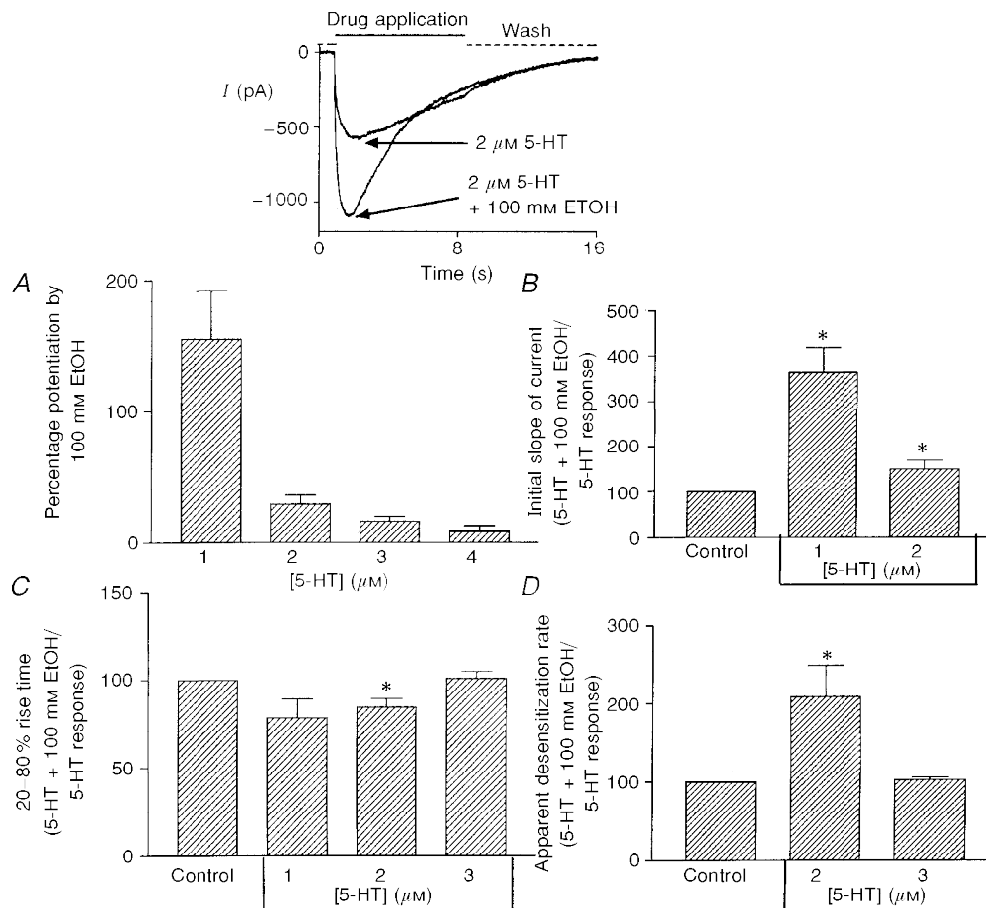 Drug application
Wash
0
I (pA)
−500
2 μM 5-HT
2 μM 5-HT
+ 100 mM ETOH
−1000
0
8
16
Time (s)
A
Percentage potentiation by
100 mM EtOH
200
100
0
1
2
3
4
[5-HT] (μM)
B
Initial slope of current
(5-HT + 100 mM EtOH/
5-HT response)
500
400
300
200
100
0
*
*
Control
1
2
[5-HT] (μM)
C
20–80% rise time
(5-HT + 100 mM EtOH/
5-HT response)
150
100
50
0
*
Control
1
2
3
[5-HT] (μM)
D
Apparent desensitization rate
(5-HT + 100 mM EtOH/
5-HT response)
300
200
100
0
*
Control
2
3
[5-HT] (μM)